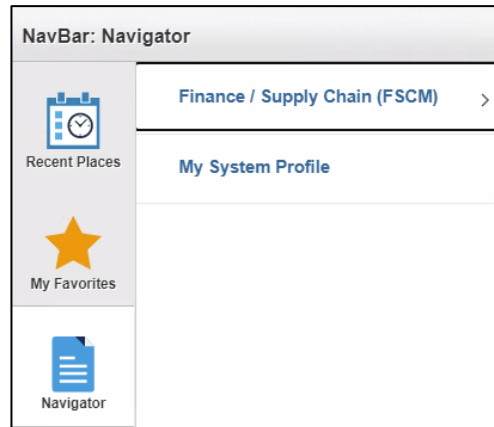 NavBar: Navigator
Recent Places
My Favorites
Navigator
Finance / Supply Chain (FSCM)
My System Profile